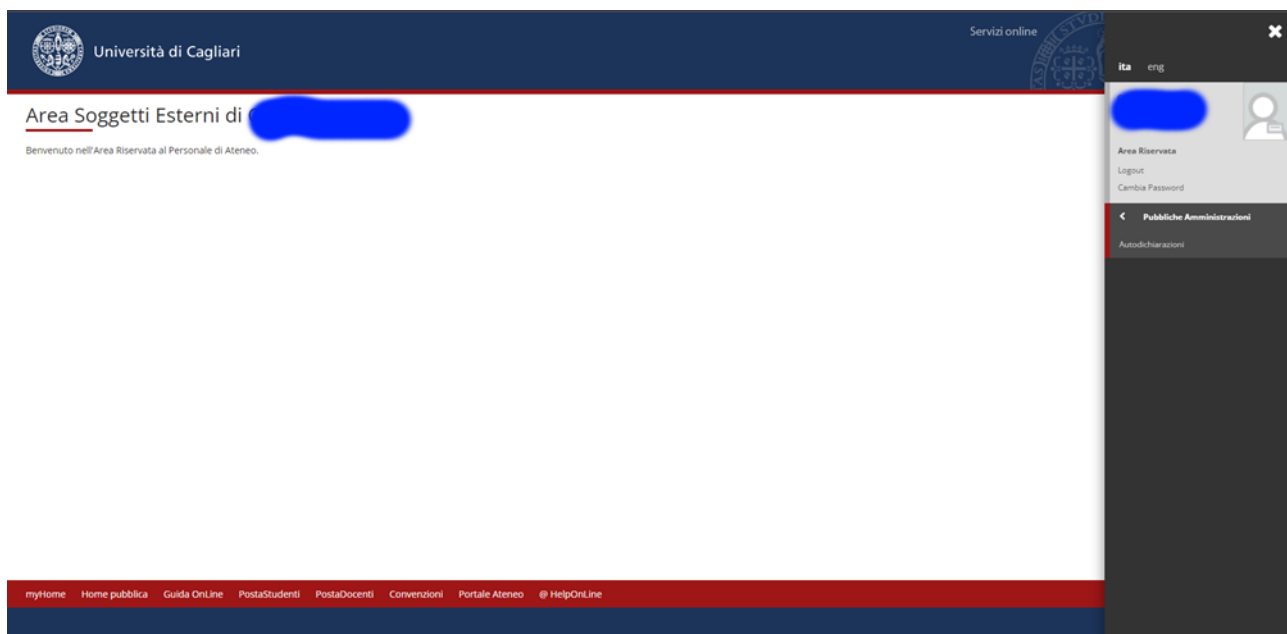 Università di Cagliari
Servizi online
ita eng
Area Soggetti Esterni di
Benvenuto nell'Area Riservata al Personale di Ateneo.
Area Riservata
Logout
Cambia Password
Pubbliche Amministrazioni
Autodichiarazioni
myHome Home pubblica Guida OnLine PostaStudenti PostaDocenti Convenzioni Portale Ateneo @ HelpOnLine